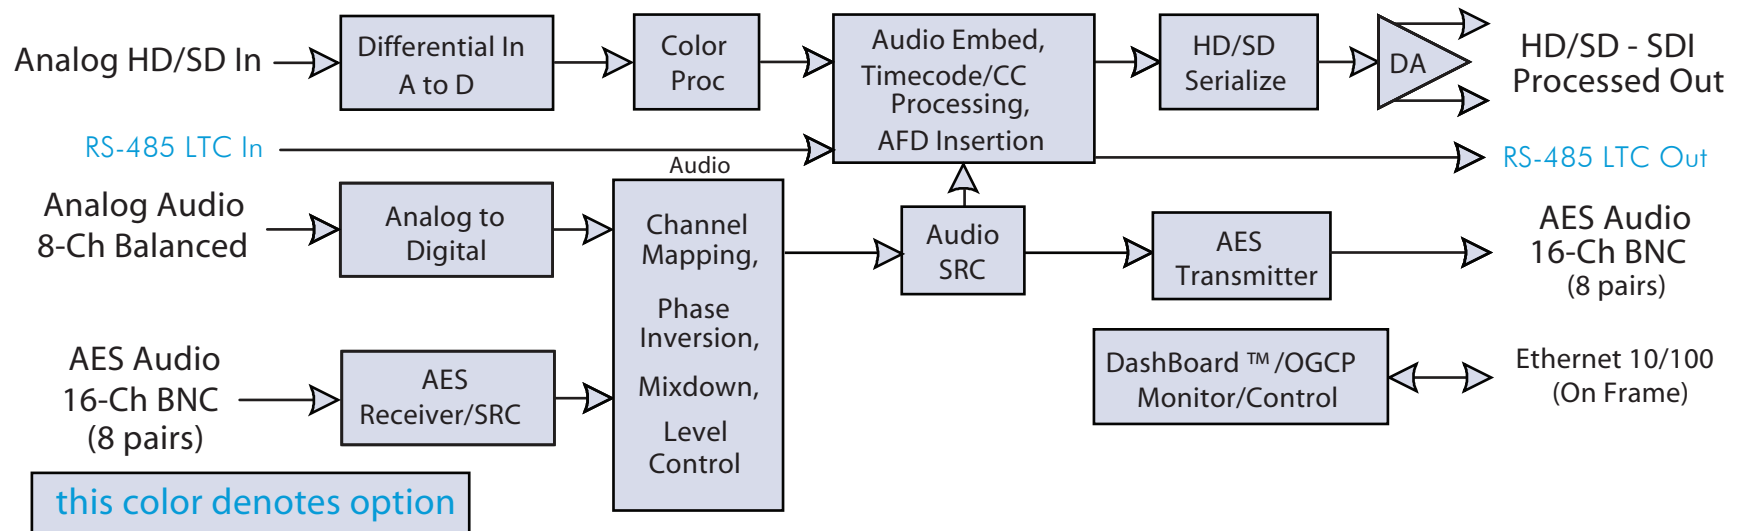 Analog HD/SD In
Differential In
A to D
Color
Proc
Audio Embed,
Timecode/CC
Processing,
AFD Insertion
HD/SD
Serialize
DA
HD/SD - SDI
Processed Out
RS-485 LTC In
RS-485 LTC Out
Audio
Analog Audio
8-Ch Balanced
Analog to
Digital
Channel
Mapping,
Phase
Inversion,
Mixdown,
Level
Control
Audio
SRC
AES
Transmitter
AES Audio
16-Ch BNC
(8 pairs)
AES Audio
16-Ch BNC
(8 pairs)
AES
Receiver/SRC
DashBoard ™/OGCP
Monitor/Control
Ethernet 10/100
(On Frame)
this color denotes option